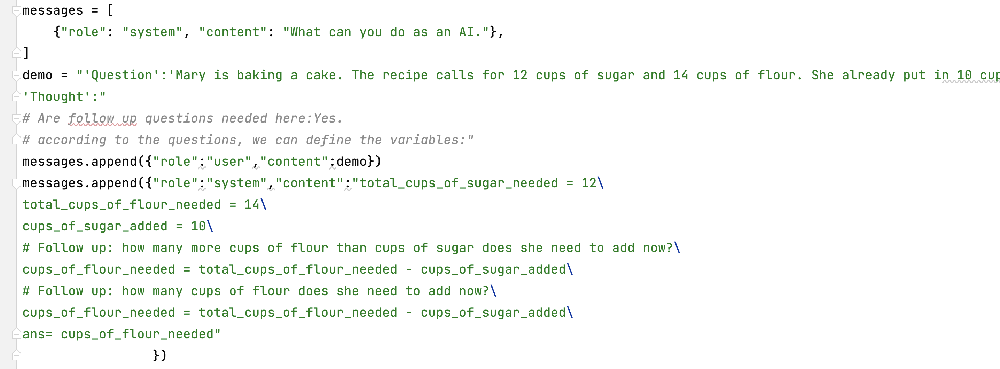 messages = [
    {"role": "system", "content": "What can you do as an AI."},
]
demo = "'Question':'Mary is baking a cake. The recipe calls for 12 cups of sugar and 14 cups of flour. She already put in 10 cup
'Thought':"
# Are follow up questions needed here:Yes.
# according to the questions, we can define the variables:"
messages.append({"role":"user","content":demo})
messages.append({"role":"system","content":"total_cups_of_sugar_needed = 12\
total_cups_of_flour_needed = 14\
cups_of_sugar_added = 10\
# Follow up: how many more cups of flour than cups of sugar does she need to add now?\
cups_of_flour_needed = total_cups_of_flour_needed - cups_of_sugar_added\
# Follow up: how many cups of flour does she need to add now?\
cups_of_flour_needed = total_cups_of_flour_needed - cups_of_sugar_added\
ans= cups_of_flour_needed"
                 })